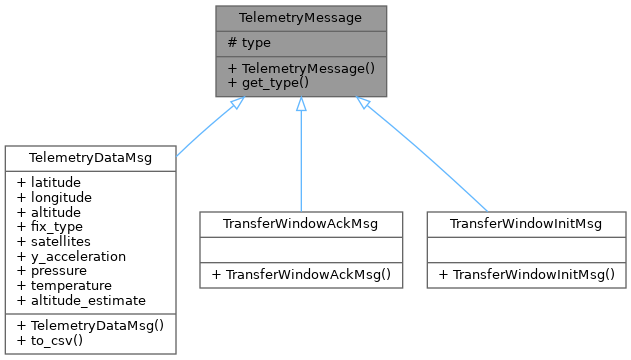 TelemetryMessage
# type
+ TelemetryMessage()
+ get_type()
TelemetryDataMsg
+ latitude
+ longitude
+ altitude
+ fix_type
+ satellites
+ y_acceleration
+ pressure
+ temperature
+ altitude_estimate
+ TelemetryDataMsg()
+ to_csv()
TransferWindowAckMsg
+ TransferWindowAckMsg()
TransferWindowInitMsg
+ TransferWindowInitMsg()